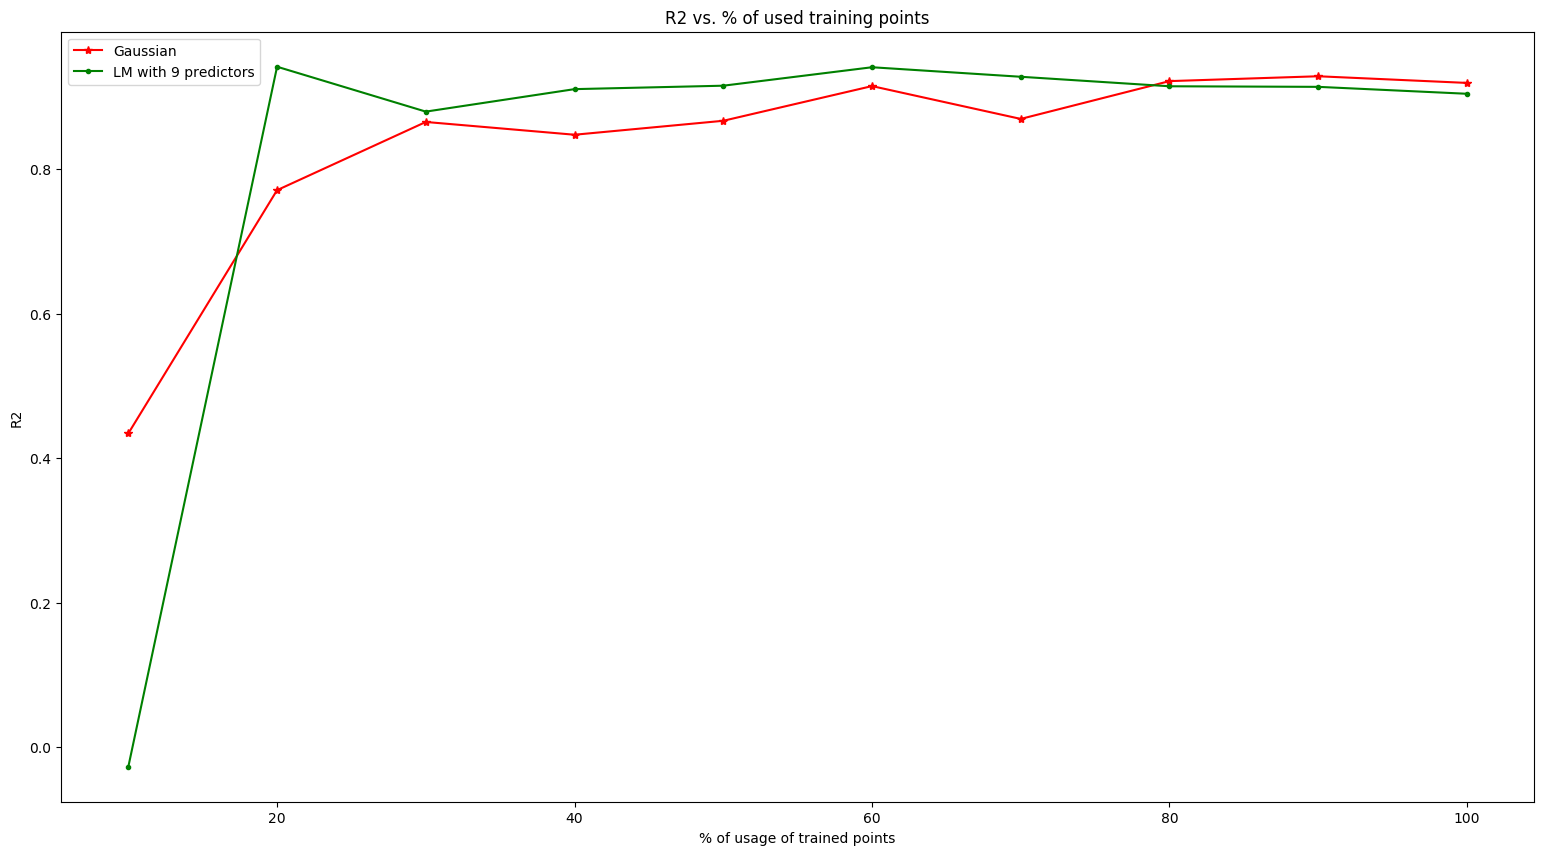 R2 vs. % of used training points
Gaussian
LM with 9 predictors
R2
0.8
0.6
0.4
0.2
0.0
20 40 60 80 100
% of usage of trained points